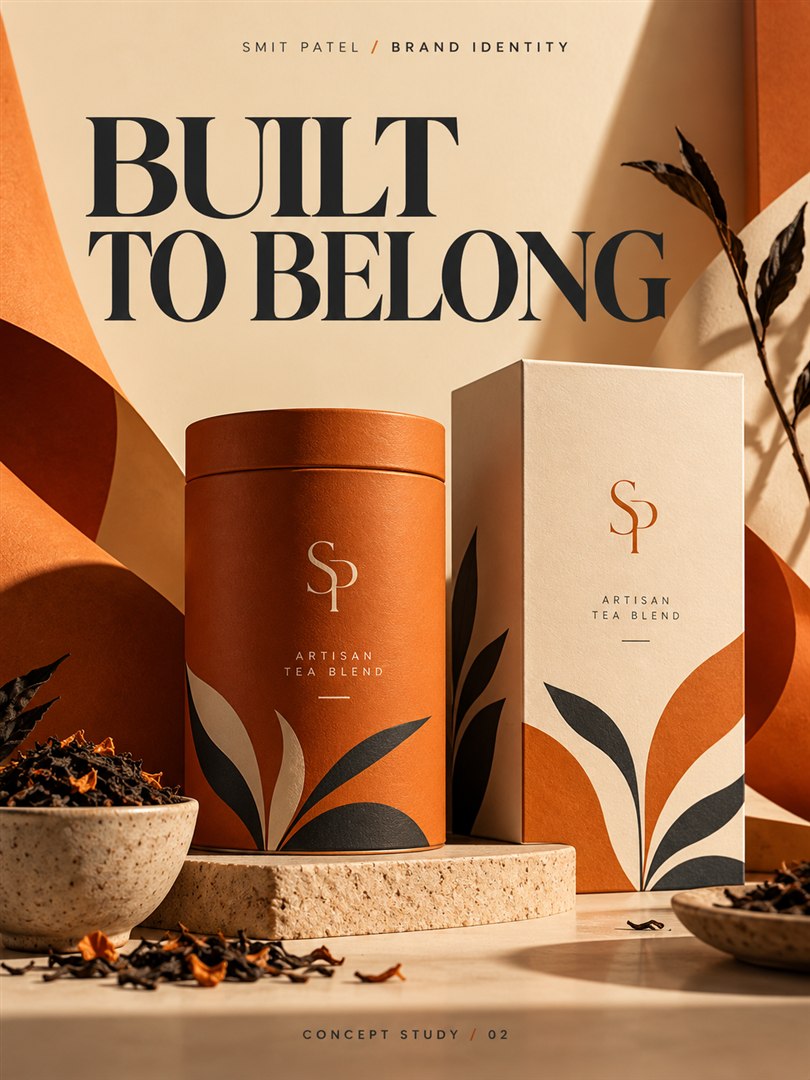 SMIT PATEL / BRAND IDENTITY
BUILT
TO BELONG
SP
ARTISAN
TEA BLEND
SP
ARTISAN
TEA BLEND
CONCEPT STUDY / 02